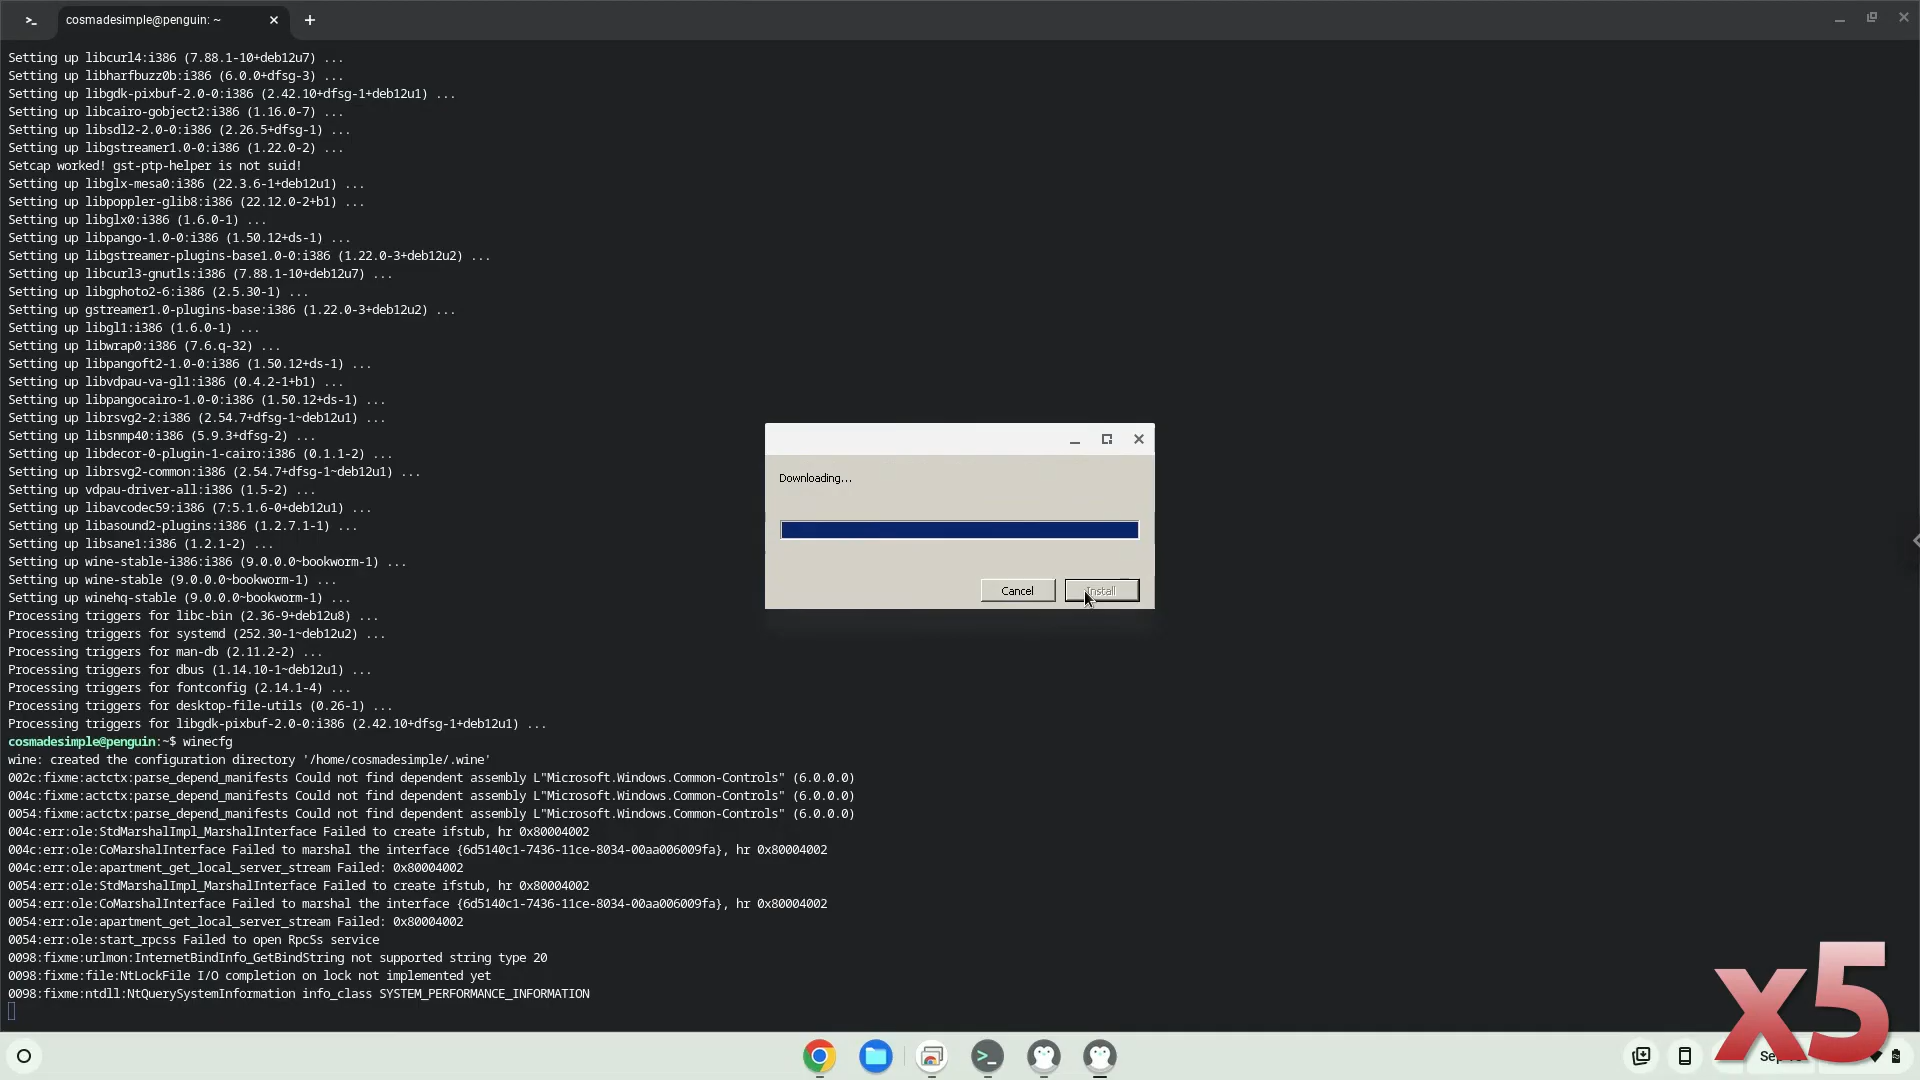 cosmadesimple@penguin: ~
Setting up libcurl4:i386 (7.88.1-10+deb12u7) ...
Setting up libharfbuzz0b:i386 (6.0.0+dfsg-3) ...
Setting up libgdk-pixbuf-2.0-0:i386 (2.42.10+dfsg-1+deb12u1) ...
Setting up libcairo-gobject2:i386 (1.16.0-7) ...
Setting up libsdl2-2.0-0:i386 (2.26.5+dfsg-1) ...
Setting up libgstreamer1.0-0:i386 (1.22.0-2) ...
Setcap worked! gst-ptp-helper is not suid!
Setting up libglx-mesa0:i386 (22.3.6-1+deb12u1) ...
Setting up libpoppler-glib8:i386 (22.12.0-2+b1) ...
Setting up libglx0:i386 (1.6.0-1) ...
Setting up libpango-1.0-0:i386 (1.50.12+ds-1) ...
Setting up libgstreamer-plugins-base1.0-0:i386 (1.22.0-3+deb12u2) ...
Setting up libcurl3-gnutls:i386 (7.88.1-10+deb12u7) ...
Setting up libgphoto2-6:i386 (2.5.30-1) ...
Setting up gstreamer1.0-plugins-base:i386 (1.22.0-3+deb12u2) ...
Setting up libgl1:i386 (1.6.0-1) ...
Setting up libwrap0:i386 (7.6.q-32) ...
Setting up libpangoft2-1.0-0:i386 (1.50.12+ds-1) ...
Setting up libvdpau-va-gl1:i386 (0.4.2-1+b1) ...
Setting up libpangocairo-1.0-0:i386 (1.50.12+ds-1) ...
Setting up librsvg2-2:i386 (2.54.7+dfsg-1~deb12u1) ...
Setting up libsnmp40:i386 (5.9.3+dfsg-2) ...
Setting up libdecor-0-plugin-1-cairo:i386 (0.1.1-2) ...
Setting up librsvg2-common:i386 (2.54.7+dfsg-1~deb12u1) ...
Setting up vdpau-driver-all:i386 (1.5-2) ...
Setting up libavcodec59:i386 (7:5.1.6-0+deb12u1) ...
Setting up libasound2-plugins:i386 (1.2.7.1-1) ...
Setting up libsane1:i386 (1.2.1-2) ...
Setting up wine-stable-i386:i386 (9.0.0.0~bookworm-1) ...
Setting up wine-stable (9.0.0.0~bookworm-1) ...
Setting up winehq-stable (9.0.0.0~bookworm-1) ...
Processing triggers for libc-bin (2.36-9+deb12u8) ...
Processing triggers for systemd (252.30-1~deb12u2) ...
Processing triggers for man-db (2.11.2-2) ...
Processing triggers for dbus (1.14.10-1~deb12u1) ...
Processing triggers for fontconfig (2.14.1-4) ...
Processing triggers for desktop-file-utils (0.26-1) ...
Processing triggers for libgdk-pixbuf-2.0-0:i386 (2.42.10+dfsg-1+deb12u1) ...
cosmadesimple@penguin:~$ winecfg
wine: created the configuration directory '/home/cosmadesimple/.wine'
002c:fixme:actctx:parse_depend_manifests Could not find dependent assembly L"Microsoft.Windows.Common-Controls" (6.0.0.0)
004c:fixme:actctx:parse_depend_manifests Could not find dependent assembly L"Microsoft.Windows.Common-Controls" (6.0.0.0)
0054:fixme:actctx:parse_depend_manifests Could not find dependent assembly L"Microsoft.Windows.Common-Controls" (6.0.0.0)
004c:err:ole:StdMarshalImpl_MarshalInterface Failed to create ifstub, hr 0x80004002
004c:err:ole:CoMarshalInterface Failed to marshal the interface {6d5140c1-7436-11ce-8034-00aa006009fa}, hr 0x80004002
004c:err:ole:apartment_get_local_server_stream Failed: 0x80004002
0054:err:ole:StdMarshalImpl_MarshalInterface Failed to create ifstub, hr 0x80004002
0054:err:ole:CoMarshalInterface Failed to marshal the interface {6d5140c1-7436-11ce-8034-00aa006009fa}, hr 0x80004002
0054:err:ole:apartment_get_local_server_stream Failed: 0x80004002
0054:err:ole:start_rpcss Failed to open RpcSs service
0098:fixme:urlmon:InternetBindInfo_GetBindString not supported string type 20
0098:fixme:file:NtLockFile I/O completion on lock not implemented yet
0098:fixme:ntdll:NtQuerySystemInformation info_class SYSTEM_PERFORMANCE_INFORMATION
Downloading...
Cancel
Install
x5